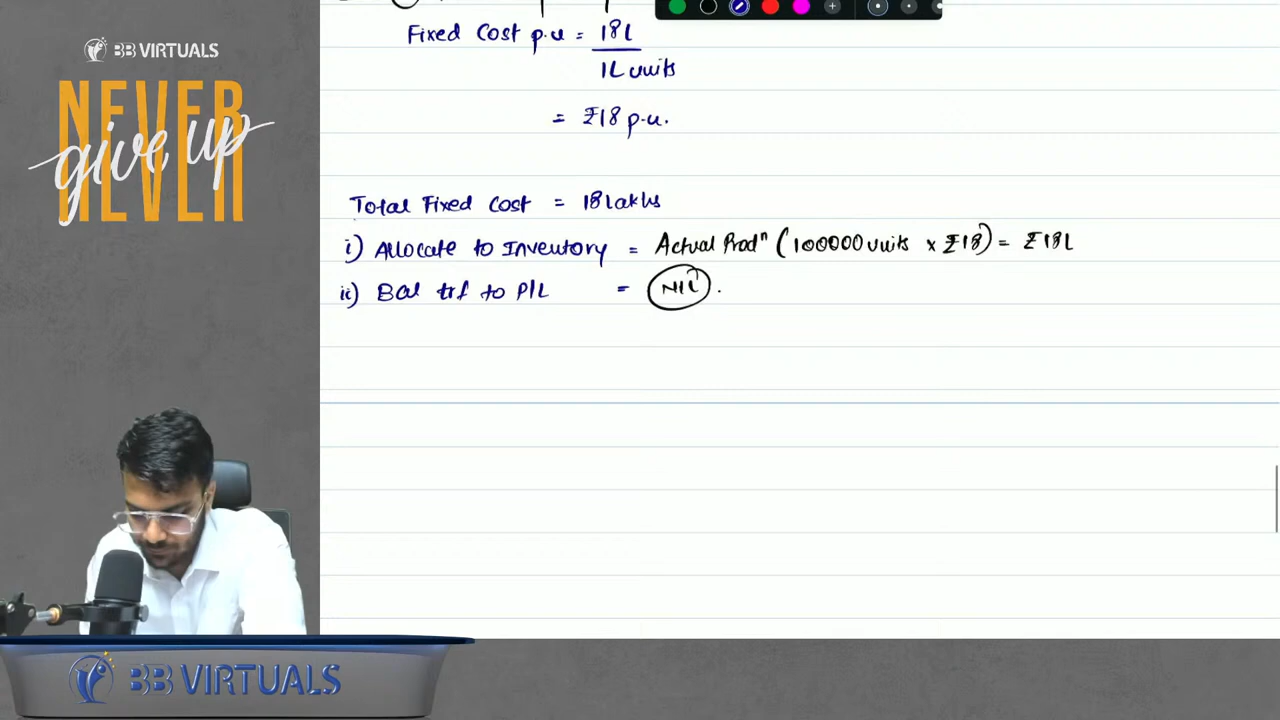 BB VIRTUALS
NEVER
give up
NEVER
Fixed Cost p.u = 18L
1L units
= ₹18 p.u.
Total Fixed Cost = 18 Lakhs
i) Allocate to Inventory = Actual Prodⁿ (100000 units × ₹18) = ₹18L
ii) Bal trf to P/L = NIL.
BB VIRTUALS